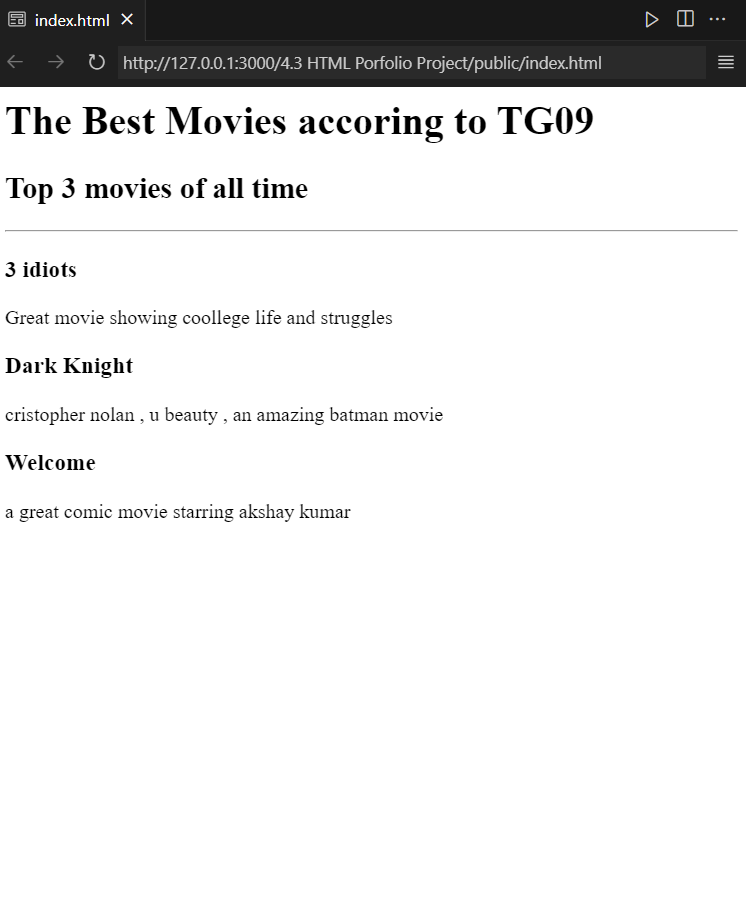 index.html
http://127.0.0.1:3000/4.3 HTML Porfolio Project/public/index.html
The Best Movies accoring to TG09
Top 3 movies of all time
3 idiots
Great movie showing coollege life and struggles
Dark Knight
cristopher nolan , u beauty , an amazing batman movie
Welcome
a great comic movie starring akshay kumar